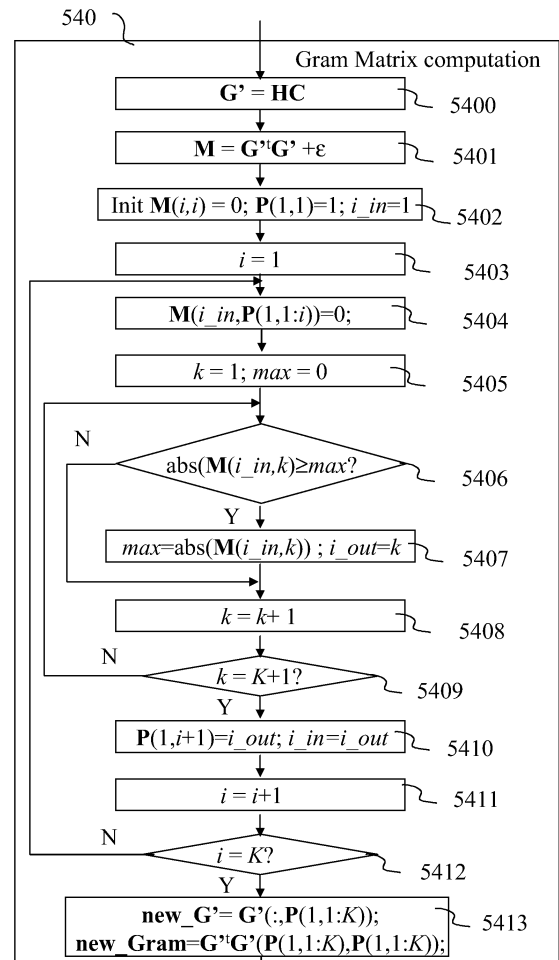 540
Gram Matrix computation
G’ = HC
5400
M = G’ᵗG’ +ε
5401
Init M(i,i) = 0; P(1,1)=1; i_in=1
5402
i = 1
5403
M(i_in,P(1,1:i))=0;
5404
k = 1; max = 0
5405
N
abs(M(i_in,k)≥max?
5406
Y
max=abs(M(i_in,k)) ; i_out=k
5407
k = k+ 1
5408
N
k = K+1?
5409
Y
P(1,i+1)=i_out; i_in=i_out
5410
i = i+1
5411
N
i = K?
5412
Y
new_G’= G’(:,P(1,1:K));
new_Gram=G’ᵗG’(P(1,1:K),P(1,1:K));
5413